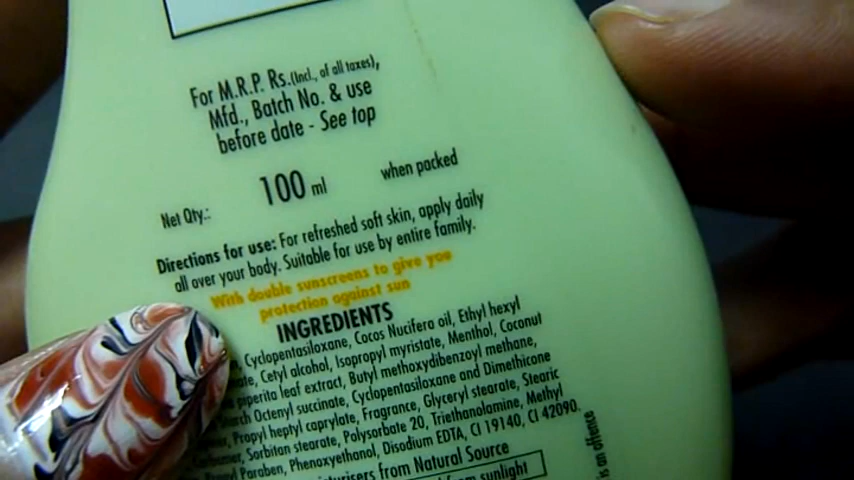 For M.R.P. Rs.(Incl., of all taxes),
Mfd., Batch No. & use
before date - See top
Net Qty.: 100 ml when packed
Directions for use: For refreshed soft skin, apply daily
all over your body. Suitable for use by entire family.
With double sunscreens to give you
protection against sun
INGREDIENTS
Cyclopentasiloxane, Cocos Nucifera oil, Ethyl hexyl
Cetyl alcohol, Isopropyl myristate, Menthol, Coconut
piperita leaf extract, Butyl methoxydibenzoyl methane,
Octenyl succinate, Cyclopentasiloxane and Dimethicone
Propyl heptyl caprylate, Fragrance, Glyceryl stearate, Stearic
Sorbitan stearate, Polysorbate 20, Triethanolamine, Methyl
Paraben, Phenoxyethanol, Disodium EDTA, CI 19140, CI 42090.
from Natural Source
from sunlight
is an offence